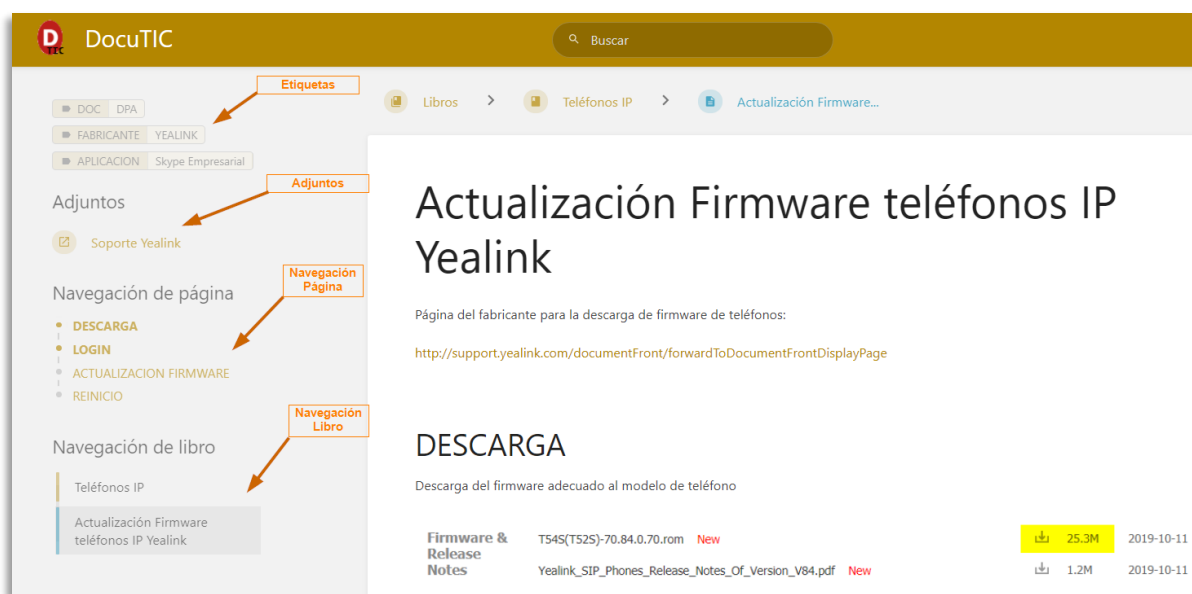 DocuTIC
Buscar
Etiquetas
DOC DPA
FABRICANTE YEALINK
APLICACION Skype Empresarial
Adjuntos
Adjuntos
Soporte Yealink
Navegación
Página
Navegación de página
DESCARGA
LOGIN
ACTUALIZACION FIRMWARE
REINICIO
Navegación
Libro
Navegación de libro
Teléfonos IP
Actualización Firmware
teléfonos IP Yealink
Libros > Teléfonos IP > Actualización Firmware...
Actualización Firmware teléfonos IP
Yealink
Página del fabricante para la descarga de firmware de teléfonos:
http://support.yealink.com/documentFront/forwardToDocumentFrontDisplayPage
DESCARGA
Descarga del firmware adecuado al modelo de teléfono
Firmware &
Release
Notes
T54S(T52S)-70.84.0.70.rom New 25.3M 2019-10-11
Yealink_SIP_Phones_Release_Notes_Of_Version_V84.pdf New 1.2M 2019-10-11